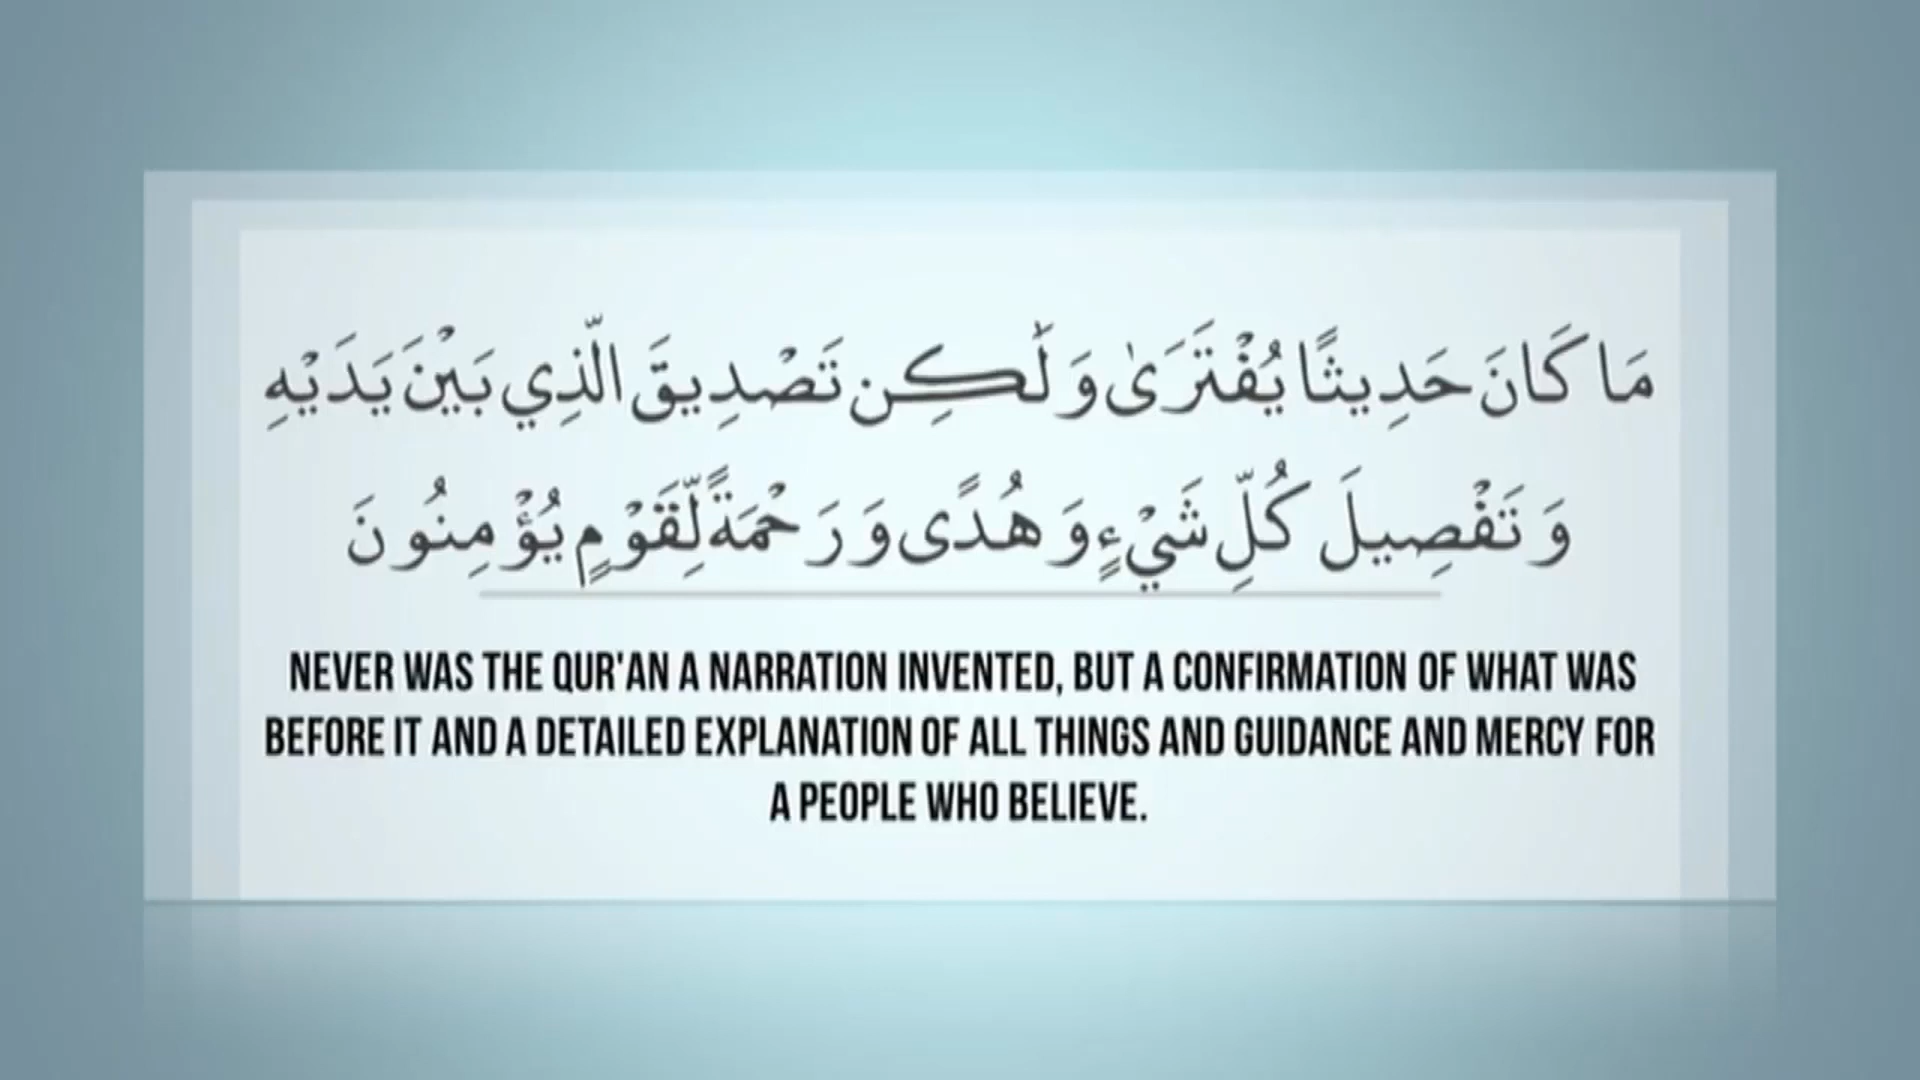 مَا كَانَ حَدِيثًا يُفْتَرَىٰ وَلَٰكِن تَصْدِيقَ الَّذِي بَيْنَ يَدَيْهِ
وَتَفْصِيلَ كُلِّ شَيْءٍ وَهُدًى وَرَحْمَةً لِّقَوْمٍ يُؤْمِنُونَ
NEVER WAS THE QUR'AN A NARRATION INVENTED, BUT A CONFIRMATION OF WHAT WAS
BEFORE IT AND A DETAILED EXPLANATION OF ALL THINGS AND GUIDANCE AND MERCY FOR
A PEOPLE WHO BELIEVE.